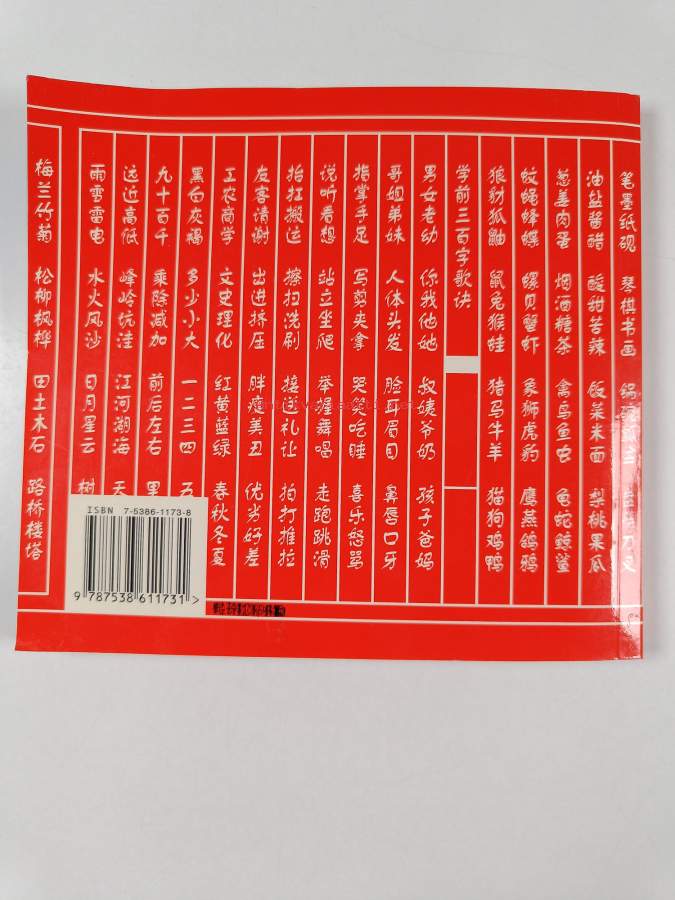 笔墨纸砚 琴棋书画 锅 刀叉
油盐酱醋 酸甜苦辣 饭菜米面 梨桃果瓜
葱姜肉蛋 烟酒糖茶 禽鸟鱼虫 龟蛇鲸鲨
蚊蝇蜂蝶 螺贝蟹虾 象狮虎豹 鹰燕鸽鸦
狼豺狐鼬 鼠兔猴蛙 猪马牛羊 猫狗鸡鸭
学前三百字歌诀
男女老幼 你我他她 叔姨爷奶 孩子爸妈
哥姐弟妹 人体头发 脸耳眉目 鼻唇口牙
指掌手足 写剪夹拿 哭笑吃睡 喜乐怒骂
说听看想 站立坐爬 举握舞唱 走跑跳滑
抬扛搬运 擦扫洗刷 接送礼让 拍打推拉
友客请谢 出进挤压 胖瘦美丑 优劣好差
工农商学 文史理化 红黄蓝绿 春秋冬夏
黑白灰褐 多少小大 一二三四 五
九十百千 乘除减加 前后左右 里
远近高低 峰岭坑洼 江河湖海 天
雨雪雷电 水火风沙 日月星云 树
梅兰竹菊 松柳枫桦 田土木石 路桥楼塔
ISBN 7-5386-1173-8
9 787538 611731 >